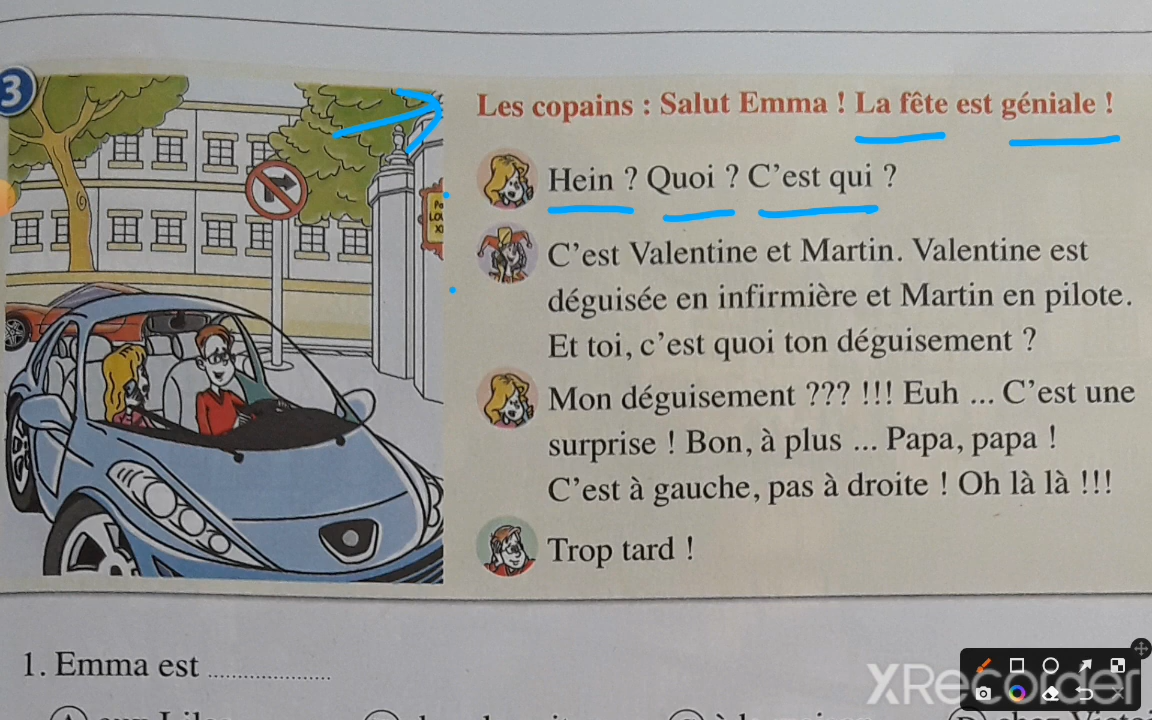 3
Les copains : Salut Emma ! La fête est géniale !
Hein ? Quoi ? C'est qui ?
C'est Valentine et Martin. Valentine est
déguisée en infirmière et Martin en pilote.
Et toi, c'est quoi ton déguisement ?
Mon déguisement ??? !!! Euh ... C'est une
surprise ! Bon, à plus ... Papa, papa !
C'est à gauche, pas à droite ! Oh là là !!!
Trop tard !
1. Emma est ....................
XRecorder